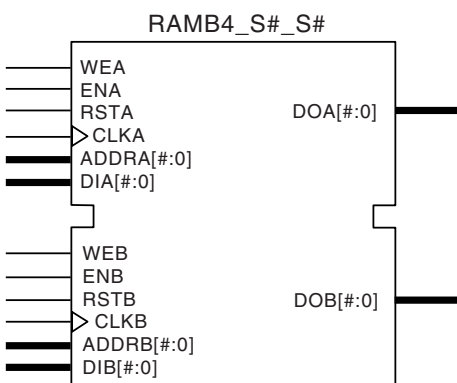 RAMB4_S#_S#
WEA
ENA
RSTA
CLKA
ADDRA[#:0]
DIA[#:0]
DOA[#:0]
WEB
ENB
RSTB
CLKB
ADDRB[#:0]
DIB[#:0]
DOB[#:0]